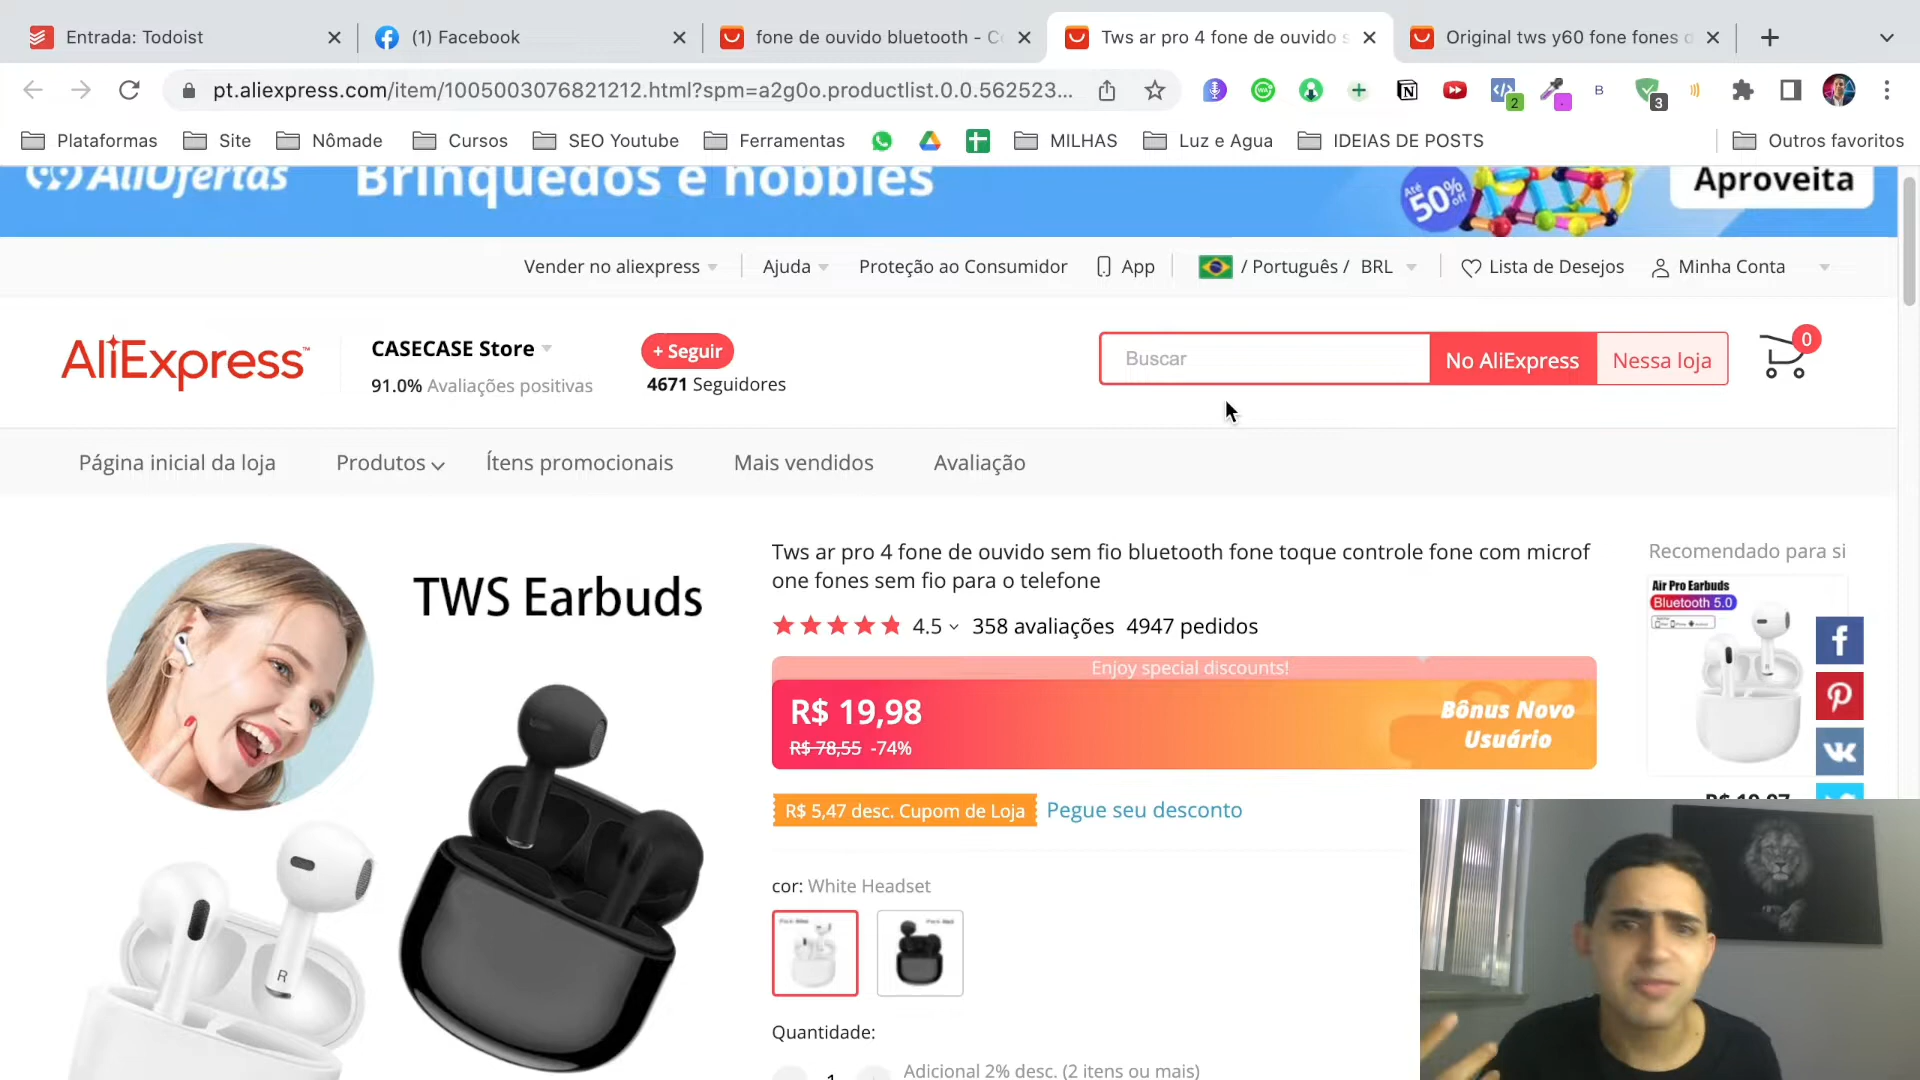 Entrada: Todoist
(1) Facebook
fone de ouvido bluetooth - C
Tws ar pro 4 fone de ouvido s
Original tws y60 fone fones
pt.aliexpress.com/item/1005003076821212.html?spm=a2g0o.productlist.0.0.562523...
2
B
3
Plataformas
Site
Nômade
Cursos
SEO Youtube
Ferramentas
MILHAS
Luz e Agua
IDEIAS DE POSTS
Outros favoritos
AliOfertas
Brinquedos e hobbies
Até 50% off
Aproveita
Vender no aliexpress
Ajuda
Proteção ao Consumidor
App
/ Português / BRL
Lista de Desejos
Minha Conta
AliExpress™
CASECASE Store
91.0% Avaliações positivas
+ Seguir
4671 Seguidores
Buscar
No AliExpress
Nessa loja
0
Página inicial da loja
Produtos
Ítens promocionais
Mais vendidos
Avaliação
TWS Earbuds
R
Tws ar pro 4 fone de ouvido sem fio bluetooth fone toque controle fone com microf
one fones sem fio para o telefone
4.5
358 avaliações
4947 pedidos
Enjoy special discounts!
R$ 19,98
R$ 78,55 -74%
Bônus Novo
Usuário
R$ 5,47 desc. Cupom de Loja
Pegue seu desconto
cor: White Headset
Quantidade:
1
Adicional 2% desc. (2 itens ou mais)
Recomendado para si
Air Pro Earbuds
Bluetooth 5.0